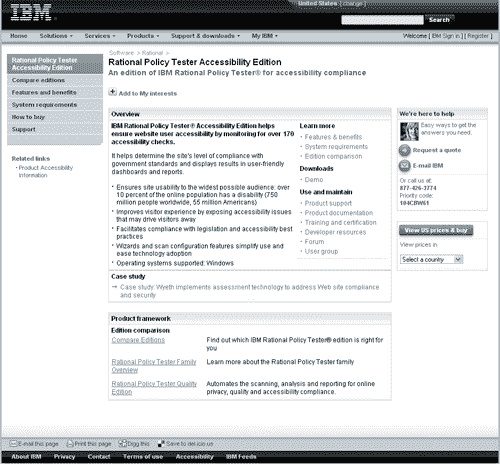 United States [ change ]
IBM
Search
Home Solutions Services Products Support & downloads My IBM Welcome [ IBM Sign in ] [ Register ]
Software > Rational >
Rational Policy Tester Accessibility Edition
An edition of IBM Rational Policy Tester® for accessibility compliance
Add to My interests
Rational Policy Tester
Accessibility Edition
Compare editions
Features and benefits
System requirements
How to buy
Support
Related links
· Product Accessibility
Information
Overview
IBM Rational Policy Tester® Accessibility Edition helps
ensure website user accessibility by monitoring for over 170
accessibility checks.
It helps determine the site's level of compliance with
government standards and displays results in user-friendly
dashboards and reports.
· Ensures site usability to the widest possible audience: over
10 percent of the online population has a disability (750
million people worldwide, 55 million Americans)
· Improves visitor experience by exposing accessibility issues
that may drive visitors away
· Facilitates compliance with legislation and accessibility best
practices
· Wizards and scan configuration features simplify use and
ease technology adoption
· Operating systems supported: Windows
Learn more
· Features & benefits
· System requirements
· Edition comparison
Downloads
· Demo
Use and maintain
· Product support
· Product documentation
· Training and certification
· Developer resources
· Forum
· User group
Case study
→ Case study: Wyeth implements assessment technology to address Web site compliance
and security
Product framework
Edition comparison
Compare Editions
Find out which IBM Rational Policy Tester® edition is right for
you
Rational Policy Tester Family
Overview
Learn more about the Rational Policy Tester family
Rational Policy Tester Quality
Edition
Automates the scanning, analysis and reporting for online
privacy, quality and accessibility compliance.
We're here to help
Easy ways to get the
answers you need.
Request a quote
E-mail IBM
Or call us at:
877-426-3774
Priority code:
104CBW61
View US prices & buy
View prices in
Select a country
E-mail this page Print this page Digg this Save to del.icio.us
About IBM Privacy Contact Terms of use Accessibility IBM Feeds